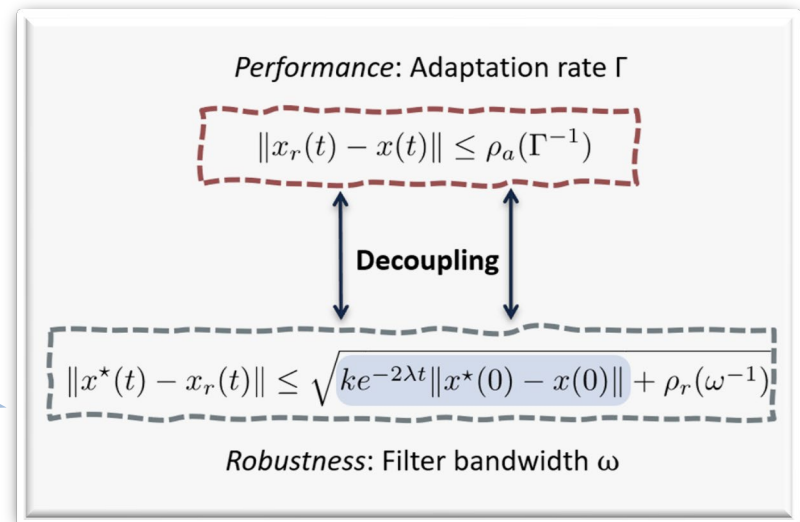 Performance: Adaptation rate Γ
‖x_r(t) − x(t)‖ ≤ ρ_a(Γ⁻¹)
Decoupling
‖x⋆(t) − x_r(t)‖ ≤ √(ke^{−2λt}‖x⋆(0) − x(0)‖ + ρ_r(ω⁻¹))
Robustness: Filter bandwidth ω